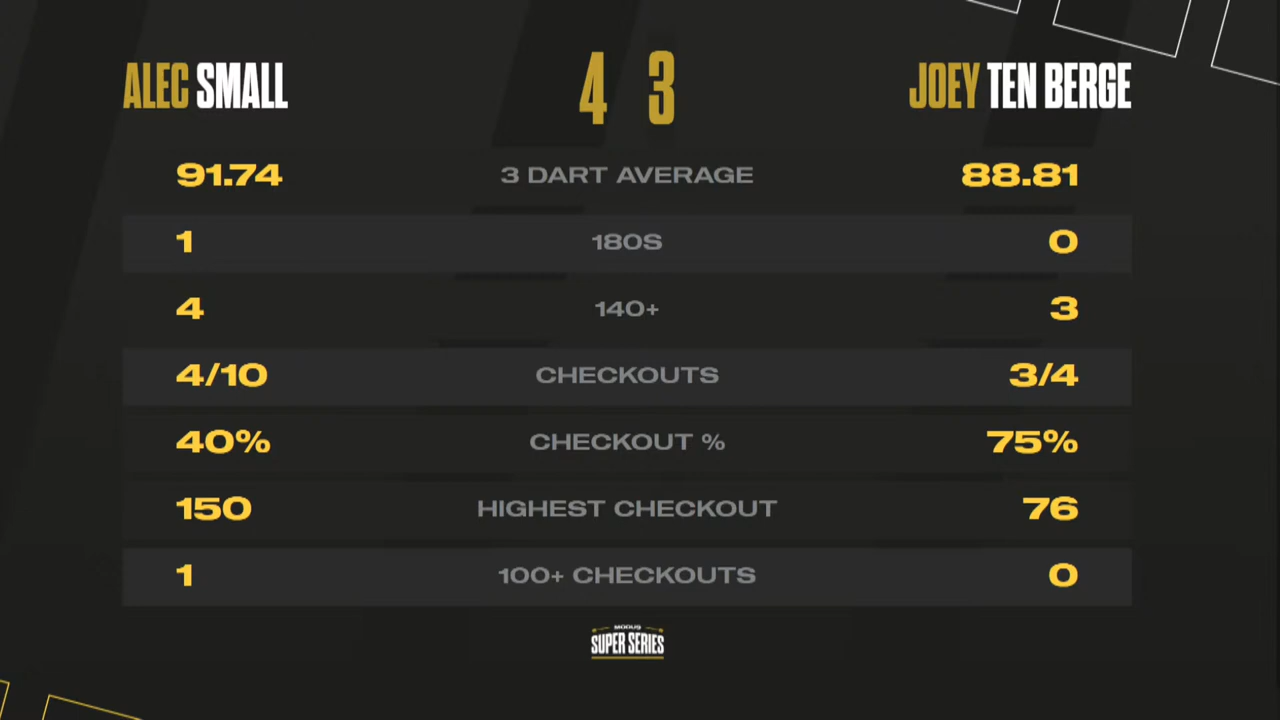 ALEC SMALL 4 3 JOEY TEN BERGE
91.74 3 DART AVERAGE 88.81
1 180S 0
4 140+ 3
4/10 CHECKOUTS 3/4
40% CHECKOUT % 75%
150 HIGHEST CHECKOUT 76
1 100+ CHECKOUTS 0
MODUS
SUPER SERIES